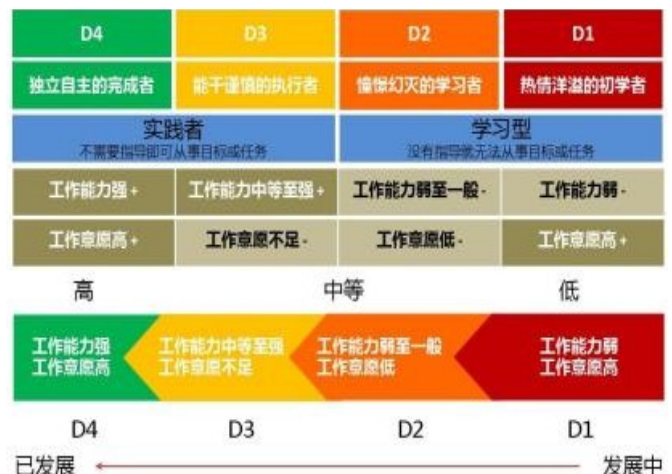 D4 D3 D2 D1
独立自主的完成者 能干谨慎的执行者 憧憬幻灭的学习者 热情洋溢的初学者
实践者 学习型
不需要指导即可从事目标或任务 没有指导就无法从事目标或任务
工作能力强+ 工作能力中等至强+ 工作能力弱至一般- 工作能力弱-
工作意愿高+ 工作意愿不足- 工作意愿低- 工作意愿高+
高 中等 低
工作能力强 工作能力中等至强 工作能力弱至一般 工作能力弱
工作意愿高 工作意愿不足 工作意愿低 工作意愿高
D4 D3 D2 D1
已发展 发展中